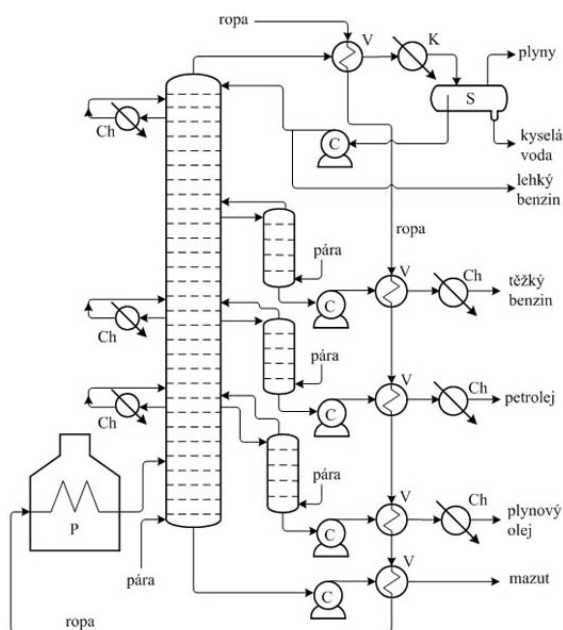 ropa
V
K
plyny
S
kyselá
voda
Ch
C
lehký
benzin
pára
ropa
V
Ch
těžký
benzin
C
Ch
pára
V
Ch
petrolej
C
Ch
pára
V
Ch
plynový
olej
C
P
pára
V
mazut
C
ropa